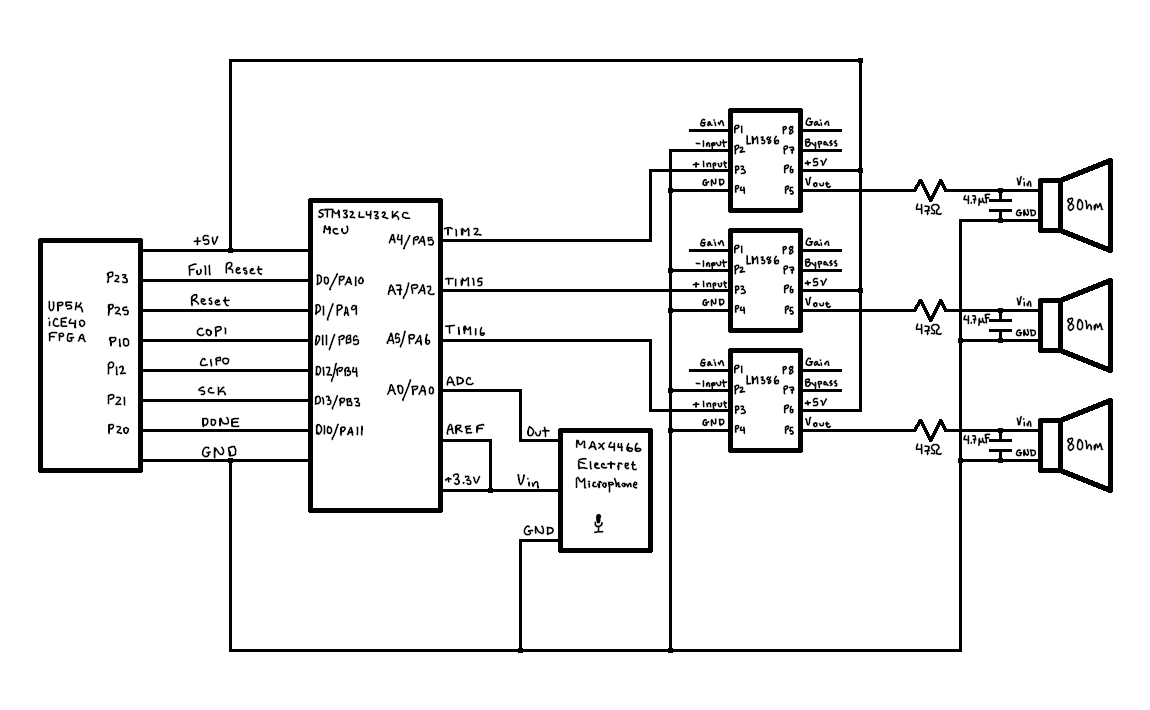 UP5K
iCE40
FPGA
P23
P25
P10
P12
P21
P20
+5V
Full Reset
Reset
COPI
CIPO
SCK
DONE
GND
STM32L432KC
MCU
D0/PA10
D1/PA9
D11/PB5
D12/PB4
D13/PB3
D10/PA11
A4/PA5
A7/PA2
A5/PA6
A0/PA0
TIM2
TIM15
TIM16
ADC
AREF
+3.3V
Out
Vin
GND
MAX4466
Electret
Microphone
Gain
-Input
+Input
GND
P1
P2
P3
P4
LM386
P8
P7
P6
P5
Gain
Bypass
+5V
Vout
47Ω
4.7µF
Vin
GND
8Ohm
Gain
-Input
+Input
GND
P1
P2
P3
P4
LM386
P8
P7
P6
P5
Gain
Bypass
+5V
Vout
47Ω
4.7µF
Vin
GND
8Ohm
Gain
-Input
+Input
GND
P1
P2
P3
P4
LM386
P8
P7
P6
P5
Gain
Bypass
+5V
Vout
47Ω
4.7µF
Vin
GND
8Ohm